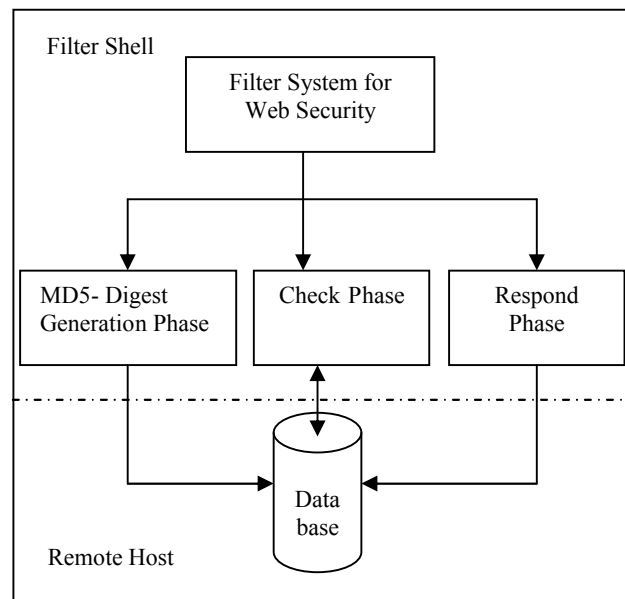 Filter Shell
Filter System for
Web Security
MD5- Digest
Generation Phase
Check Phase
Respond
Phase
Data
base
Remote Host